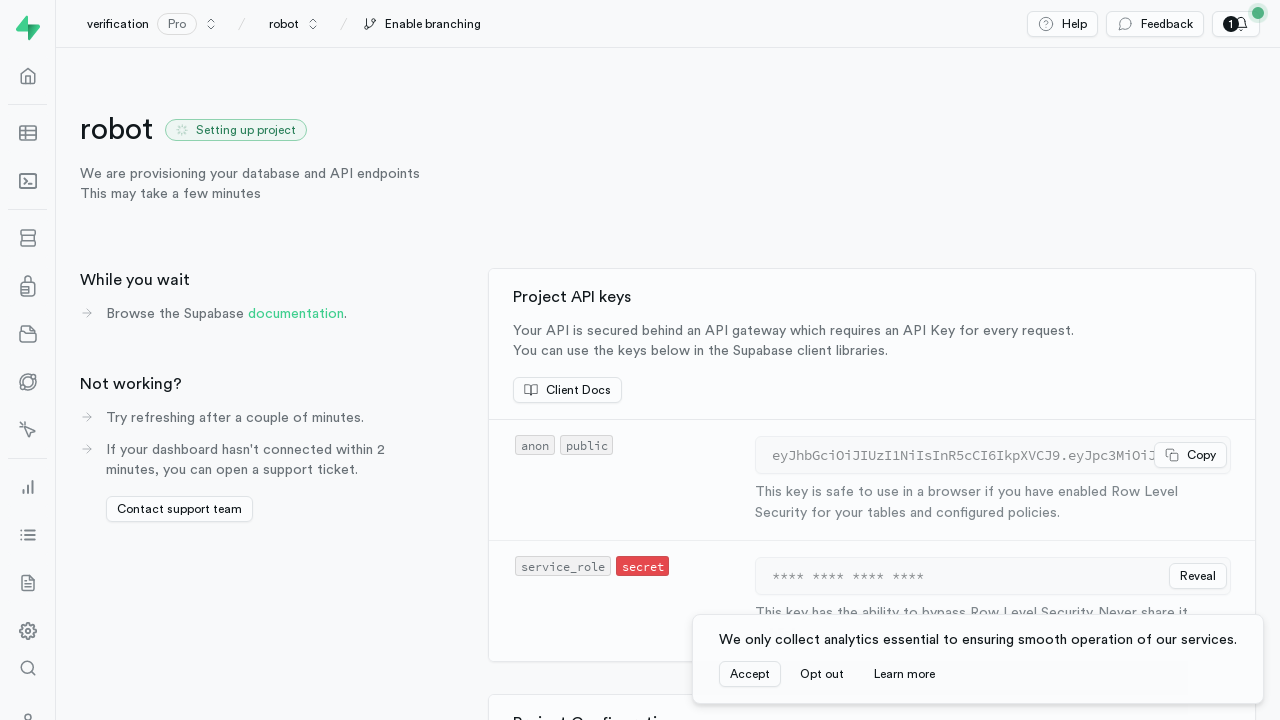 verification Pro / robot / Enable branching Help Feedback 1
robot Setting up project
We are provisioning your database and API endpoints
This may take a few minutes
While you wait
Browse the Supabase documentation.
Not working?
Try refreshing after a couple of minutes.
If your dashboard hasn't connected within 2
minutes, you can open a support ticket.
Contact support team
Project API keys
Your API is secured behind an API gateway which requires an API Key for every request.
You can use the keys below in the Supabase client libraries.
Client Docs
anon public
eyJhbGciOiJIUzI1NiIsInR5cCI6IkpXVCJ9.eyJpc3MiOiJ Copy
This key is safe to use in a browser if you have enabled Row Level
Security for your tables and configured policies.
service_role secret
**** **** **** **** Reveal
This key has the ability to bypass Row Level Security. Never share it
We only collect analytics essential to ensuring smooth operation of our services.
Accept Opt out Learn more